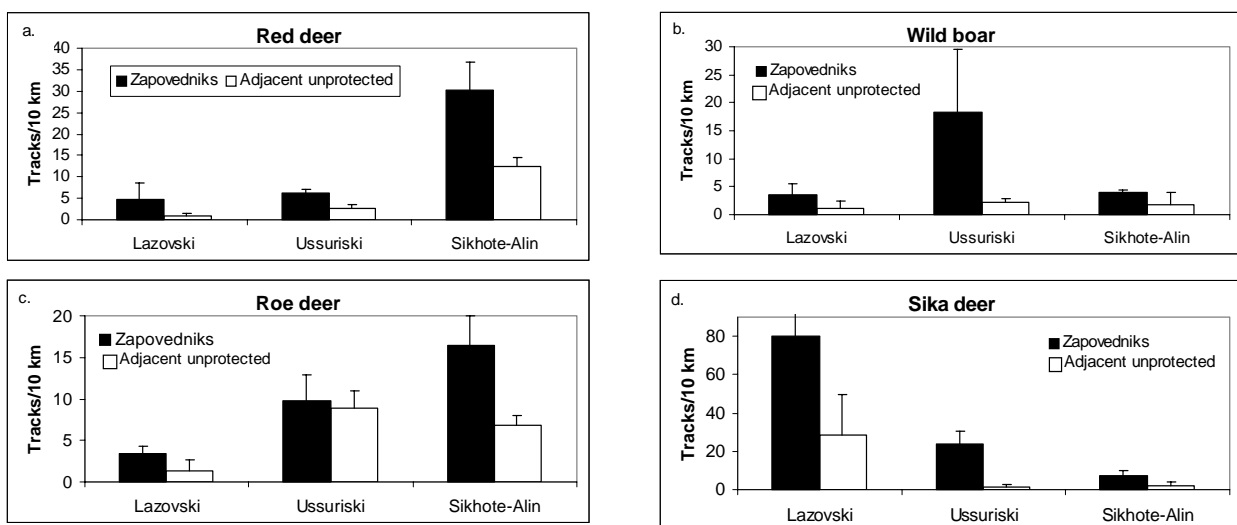 a.
Red deer
Tracks/10 km
40
35
30
25
20
15
10
5
0
Zapovedniks Adjacent unprotected
Lazovski Ussuriski Sikhote-Alin
b.
Wild boar
Tracks/10 km
30
25
20
15
10
5
0
Zapovedniks
Adjacent unprotected
Lazovski Ussuriski Sikhote-Alin
c.
Roe deer
Tracks/10 km
20
15
10
5
0
Zapovedniks
Adjacent unprotected
Lazovski Ussuriski Sikhote-Alin
d.
Sika deer
Tracks/10 km
80
60
40
20
0
Zapovedniks
Adjacent unprotected
Lazovski Ussuriski Sikhote-Alin